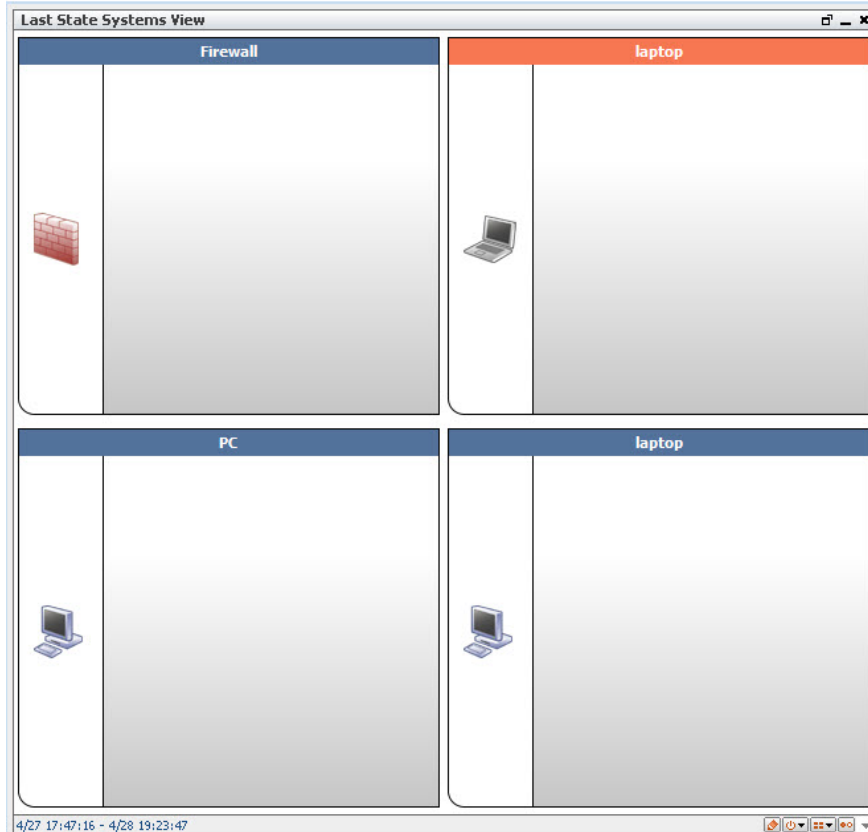 Last State Systems View
Firewall
laptop
PC
laptop
4/27 17:47:16 - 4/28 19:23:47